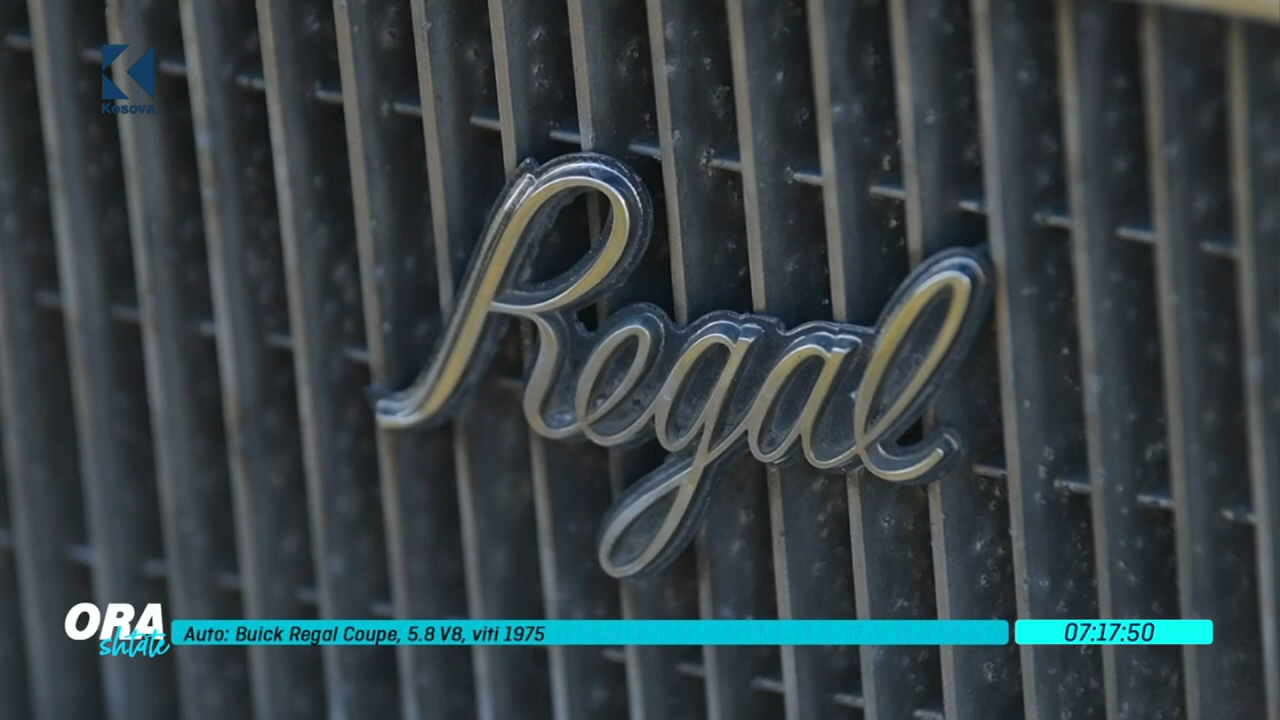 Kosova
Regal
ORA
shtatë
Auto: Buick Regal Coupe, 5.8 V8, viti 1975
07:17:50